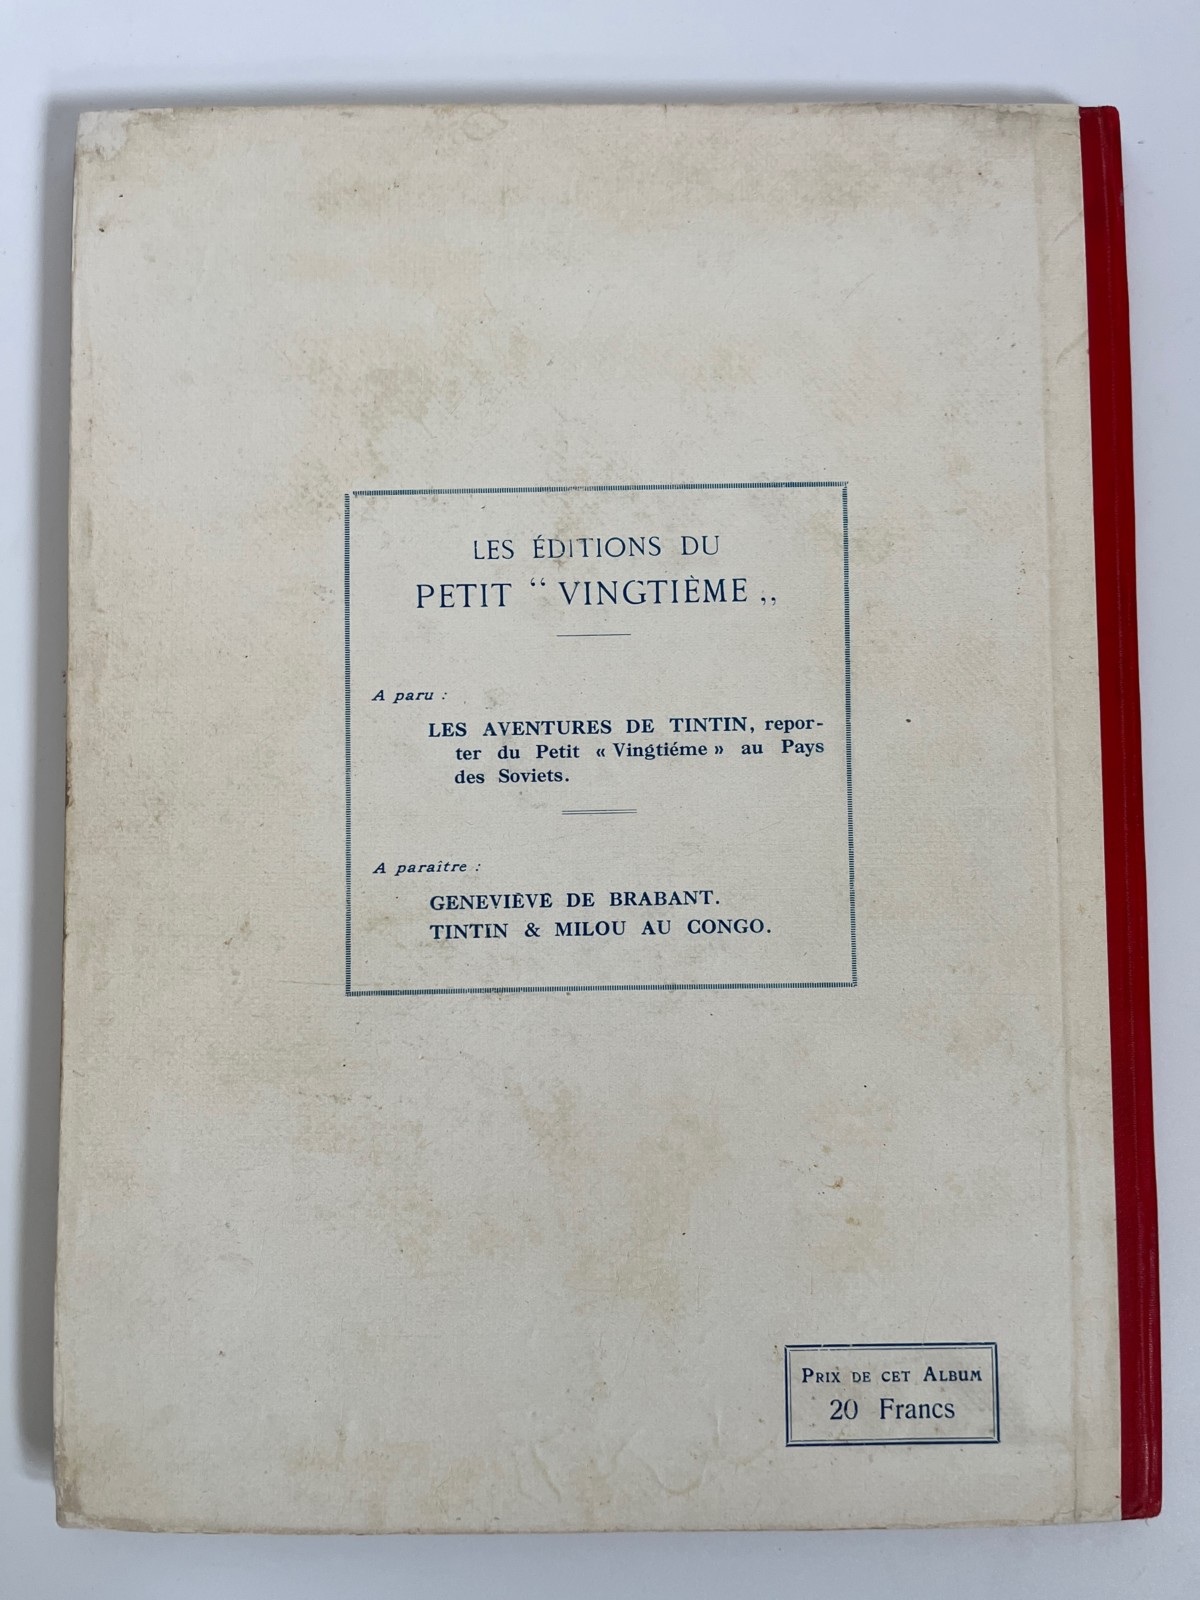 LES ÉDITIONS DU
PETIT “ VINGTIÈME „
A paru :
LES AVENTURES DE TINTIN, repor-
ter du Petit « Vingtiéme » au Pays
des Soviets.
A paraître :
GENEVIÈVE DE BRABANT.
TINTIN & MILOU AU CONGO.
PRIX DE CET ALBUM
20 Francs